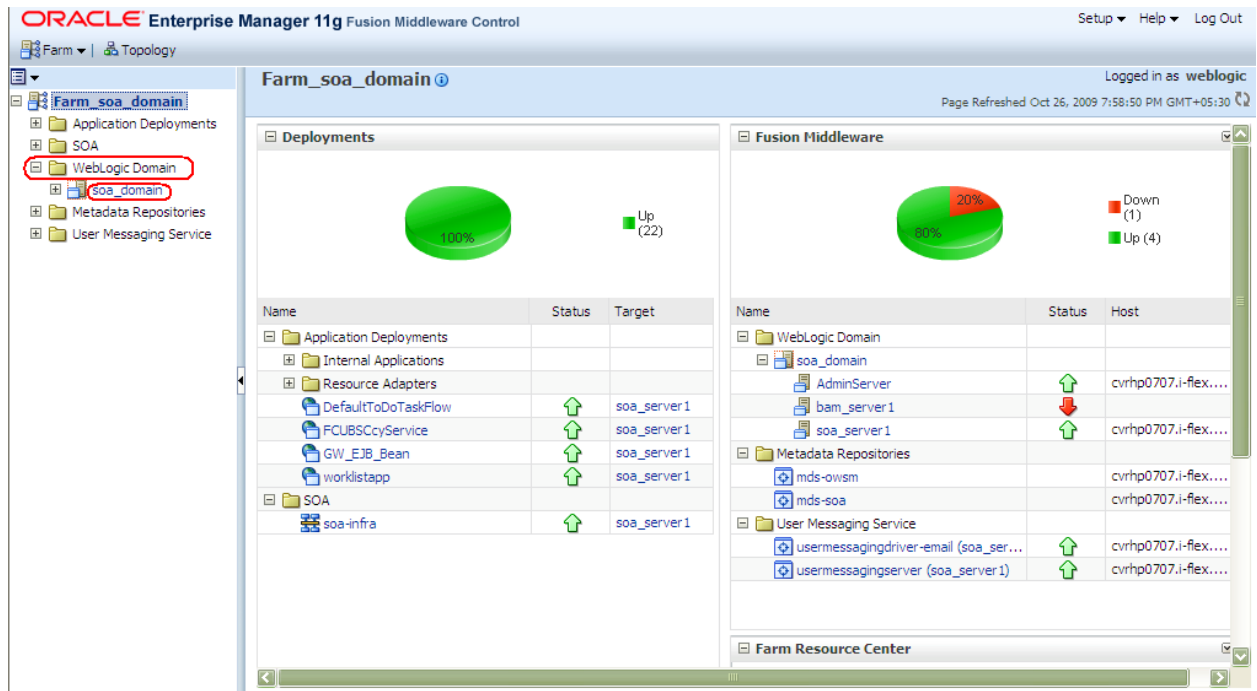 ORACLE Enterprise Manager 11g Fusion Middleware Control
Setup Help Log Out
Farm | Topology
Farm_soa_domain
Application Deployments
SOA
WebLogic Domain
soa_domain
Metadata Repositories
User Messaging Service
Farm_soa_domain
Logged in as weblogic
Page Refreshed Oct 26, 2009 7:58:50 PM GMT+05:30
Deployments
100%
Up
(22)
Name Status Target
Application Deployments
Internal Applications
Resource Adapters
DefaultToDoTaskFlow soa_server1
FCUBSCcyService soa_server1
GW_EJB_Bean soa_server1
worklistapp soa_server1
SOA
soa-infra soa_server1
Fusion Middleware
20%
80%
Down
(1)
Up (4)
Name Status Host
WebLogic Domain
soa_domain
AdminServer cvrhp0707.i-flex....
bam_server1
soa_server1 cvrhp0707.i-flex....
Metadata Repositories
mds-owsm cvrhp0707.i-flex....
mds-soa cvrhp0707.i-flex....
User Messaging Service
usermessagingdriver-email (soa_ser... cvrhp0707.i-flex....
usermessagingserver (soa_server1) cvrhp0707.i-flex....
Farm Resource Center